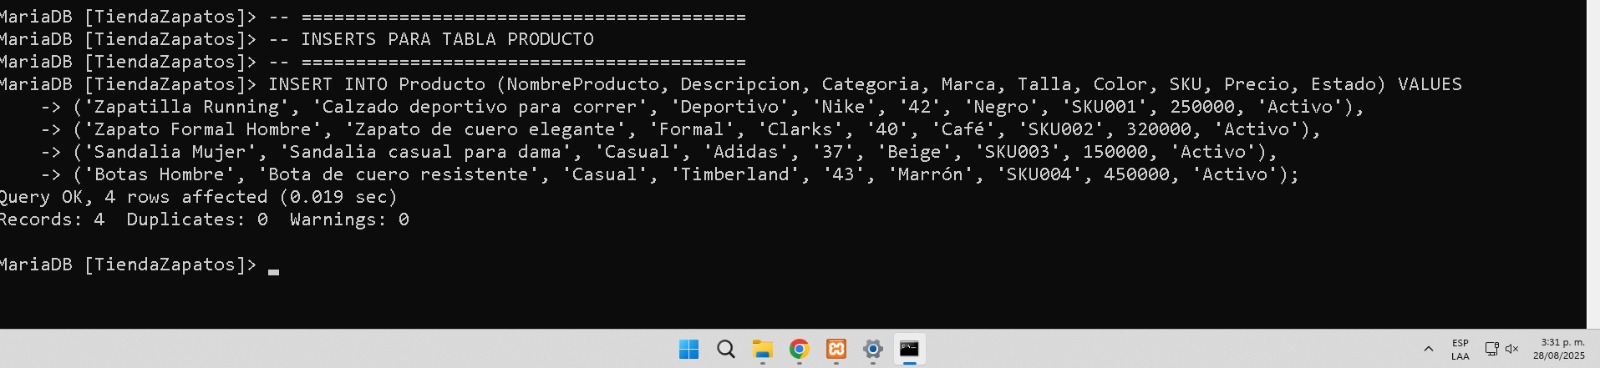 MariaDB [TiendaZapatos]> -- =========================================
MariaDB [TiendaZapatos]> -- INSERTS PARA TABLA PRODUCTO
MariaDB [TiendaZapatos]> -- =========================================
MariaDB [TiendaZapatos]> INSERT INTO Producto (NombreProducto, Descripcion, Categoria, Marca, Talla, Color, SKU, Precio, Estado) VALUES
-> ('Zapatilla Running', 'Calzado deportivo para correr', 'Deportivo', 'Nike', '42', 'Negro', 'SKU001', 250000, 'Activo'),
-> ('Zapato Formal Hombre', 'Zapato de cuero elegante', 'Formal', 'Clarks', '40', 'Café', 'SKU002', 320000, 'Activo'),
-> ('Sandalia Mujer', 'Sandalia casual para dama', 'Casual', 'Adidas', '37', 'Beige', 'SKU003', 150000, 'Activo'),
-> ('Botas Hombre', 'Bota de cuero resistente', 'Casual', 'Timberland', '43', 'Marrón', 'SKU004', 450000, 'Activo');
Query OK, 4 rows affected (0.019 sec)
Records: 4  Duplicates: 0  Warnings: 0
MariaDB [TiendaZapatos]> _
ESP
LAA
3:31 p. m.
28/08/2025